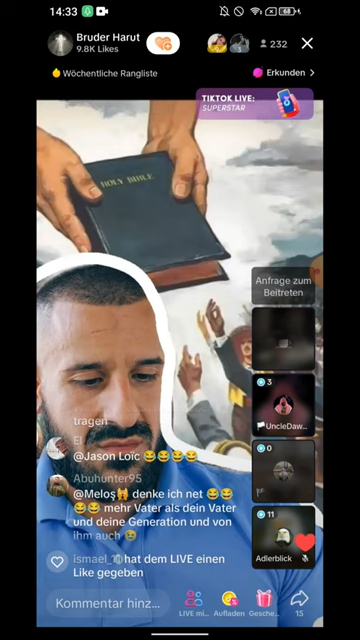 14:33
68
Bruder Harut
9.8K Likes
232
Wöchentliche Rangliste
Erkunden >
TIKTOK LIVE:
SUPERSTAR
HOLY BIBLE
Anfrage zum
Beitreten
tragen
El
@Jason Loïc 😂😂😂😂
3
UncleDaw...
0
Abuhunter95
@Meloş🙌 denke ich net 😂😂
😂😂 mehr Vater als dein Vater
und deine Generation und von
ihm auch 😢
11
Adlerblick
ismael_ hat dem LIVE einen
Like gegeben
Kommentar hinz...
LIVE mi...
Aufladen
Gesche...
15